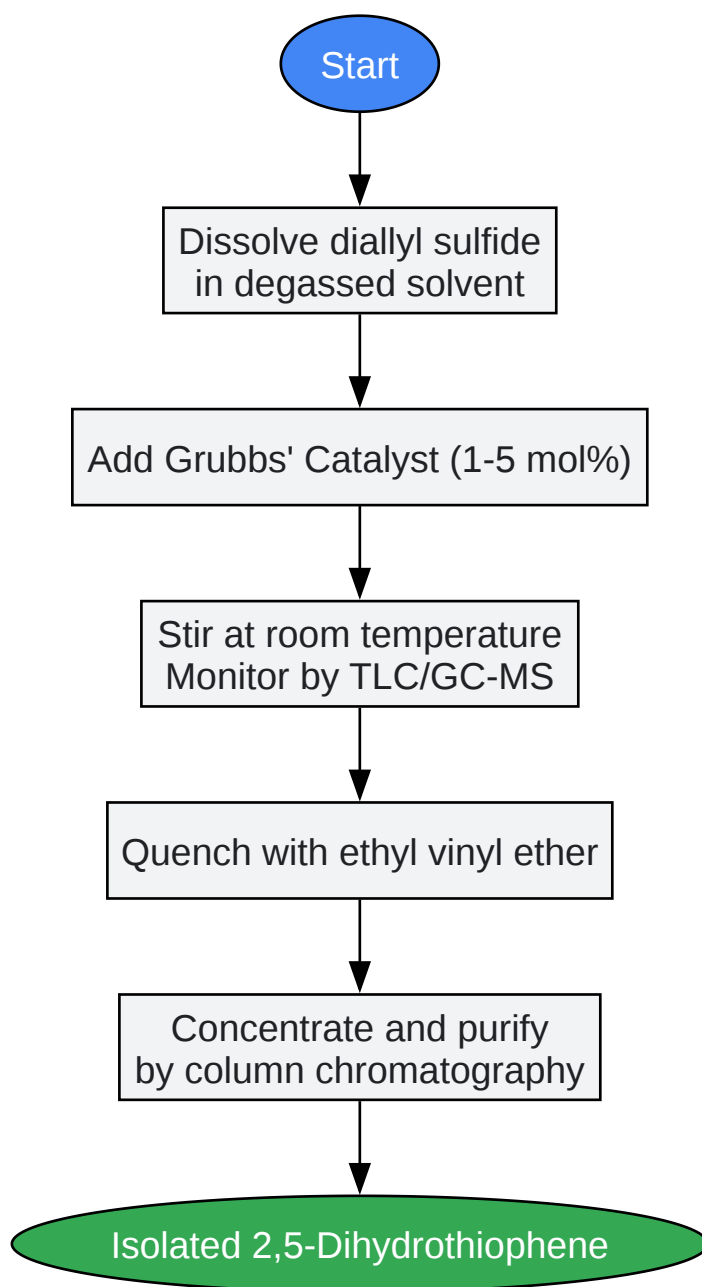 Start
Dissolve diallyl sulfide
in degassed solvent
Add Grubbs' Catalyst (1-5 mol%)
Stir at room temperature
Monitor by TLC/GC-MS
Quench with ethyl vinyl ether
Concentrate and purify
by column chromatography
Isolated 2,5-Dihydrothiophene